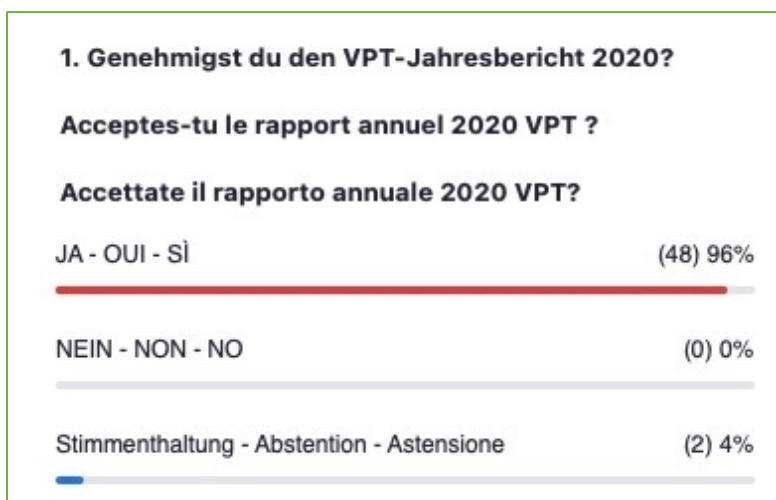 1. Genehmigst du den VPT-Jahresbericht 2020?
Acceptes-tu le rapport annuel 2020 VPT ?
Accettate il rapporto annuale 2020 VPT?
JA - OUI - SÌ (48) 96%
NEIN - NON - NO (0) 0%
Stimmenthaltung - Abstention - Astensione (2) 4%